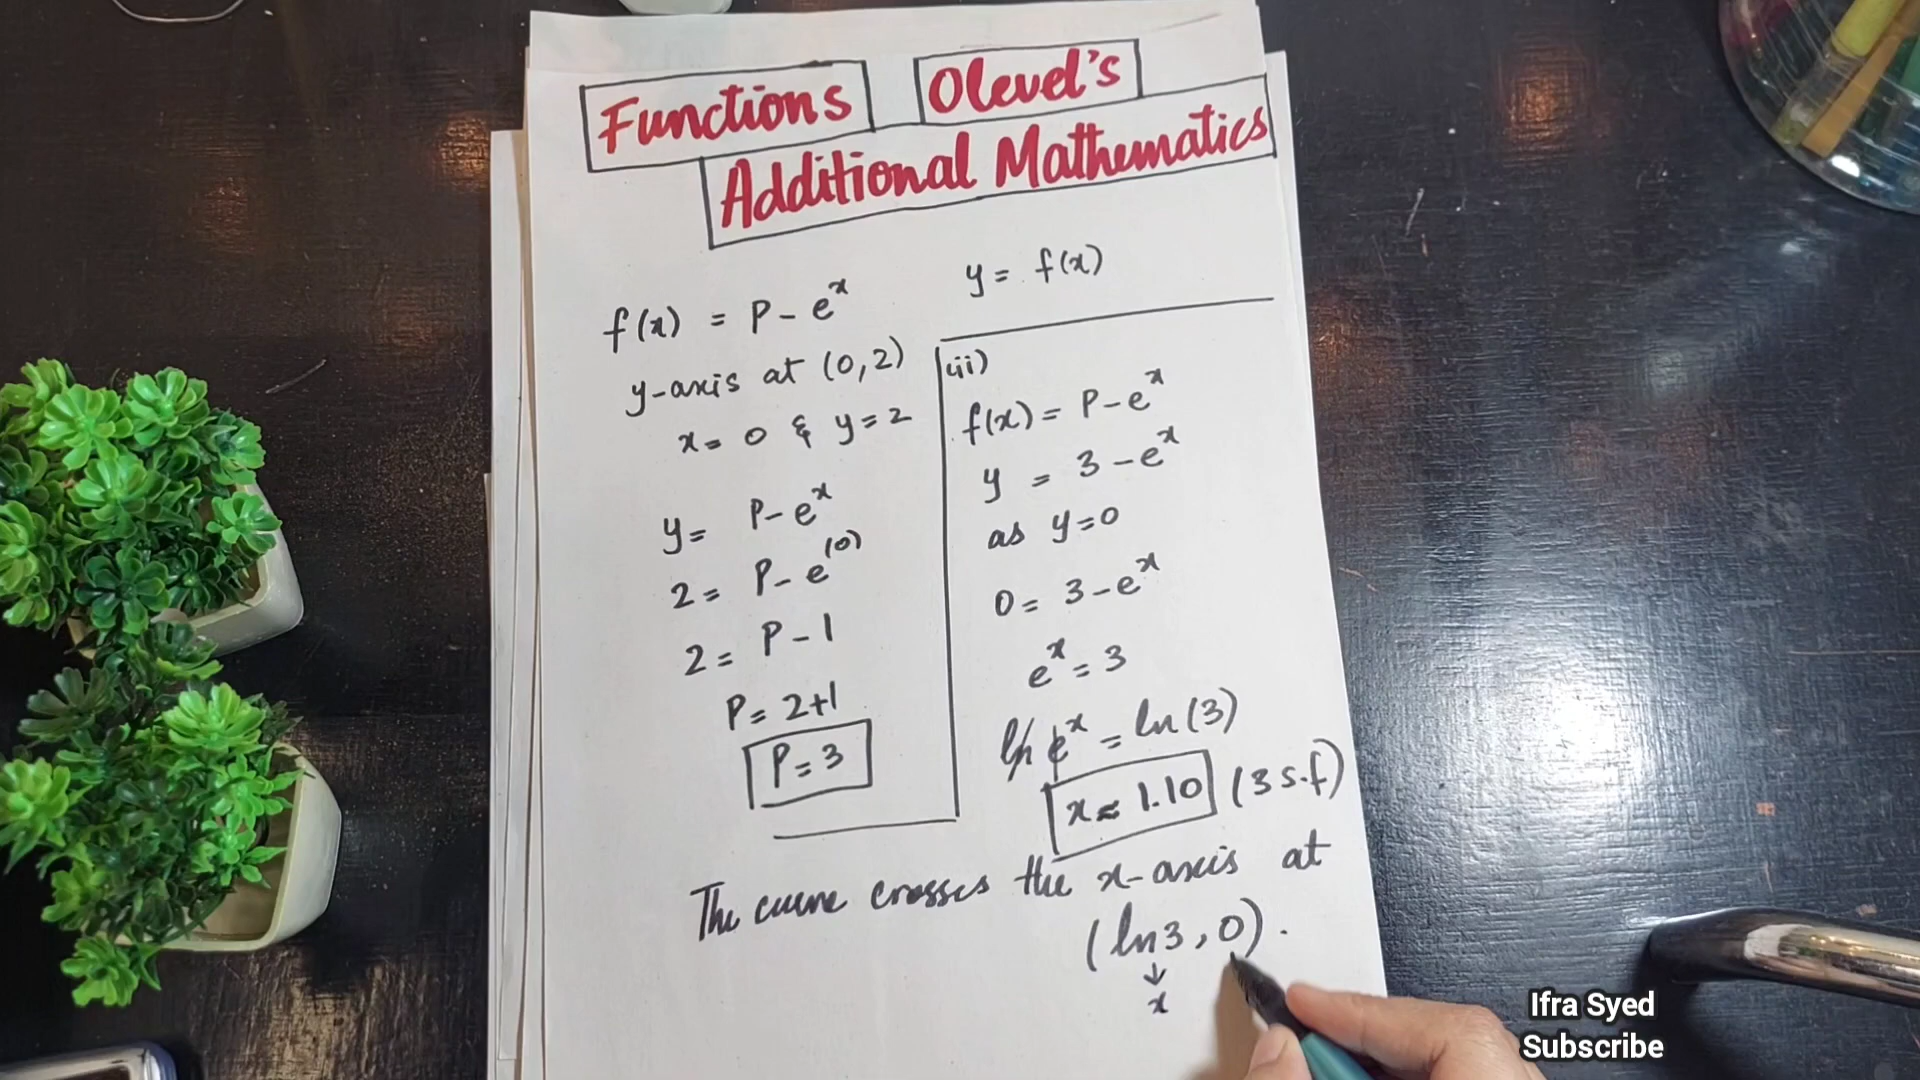 Functions Olevel's
Additional Mathematics
f(x) = P - e^x
y = f(x)
y-axis at (0,2)
x = 0 & y = 2
y = P - e^x
2 = P - e^(0)
2 = P - 1
P = 2+1
P = 3
iii)
f(x) = P - e^x
y = 3 - e^x
as y = 0
0 = 3 - e^x
e^x = 3
ln e^x = ln(3)
x ≈ 1.10 (3 s.f)
The curve crosses the x-axis at
(ln3, 0).
↓
x
Ifra Syed
Subscribe